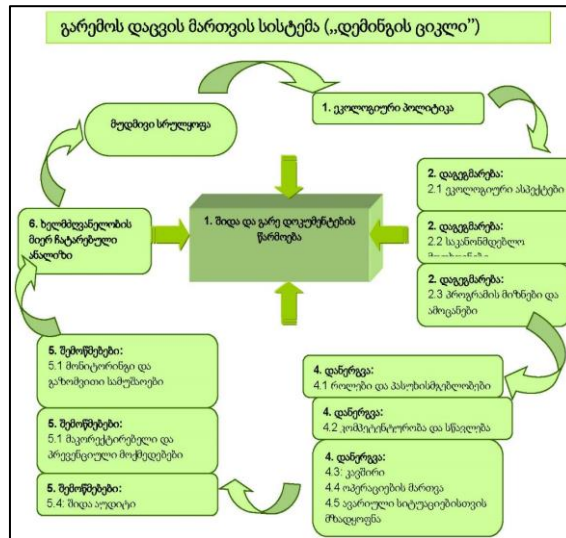 გარემოს დაცვის მართვის სისტემა („დემინგის ციკლი”)
მუდმივი სრულყოფა
1. ეკოლოგიური პოლიტიკა
2. დაგეგმარება:
2.1 ეკოლოგიური ასპექტები
2. დაგეგმარება:
2.2 საკანონმდებლო
2. დაგეგმარება:
2.3 პროგრამის მიზნები და
ამოცანები
1. შიდა და გარე დოკუმენტების
წარმოება
6. ხელმძღვანელობის
მიერ ჩატარებული
ანალიზი
5. შემოწმებები:
5.1 მონიტორინგი და
გაზომვითი სამუშაოები
5. შემოწმებები:
5.1 მაკორექტირებელი და
პრევენციული მოქმედებები
5. შემოწმებები:
5.4: შიდა აუდიტი
4. დანერგვა:
4.1 როლები და პასუხისმგებლობები
4. დანერგვა:
4.2 კომპეტენტურობა და სწავლება
4. დანერგვა:
4.3: კავშირი
4.4 ოპერაციების მართვა
4.5 ავარიული სიტუაციებისთვის
მზადყოფნა